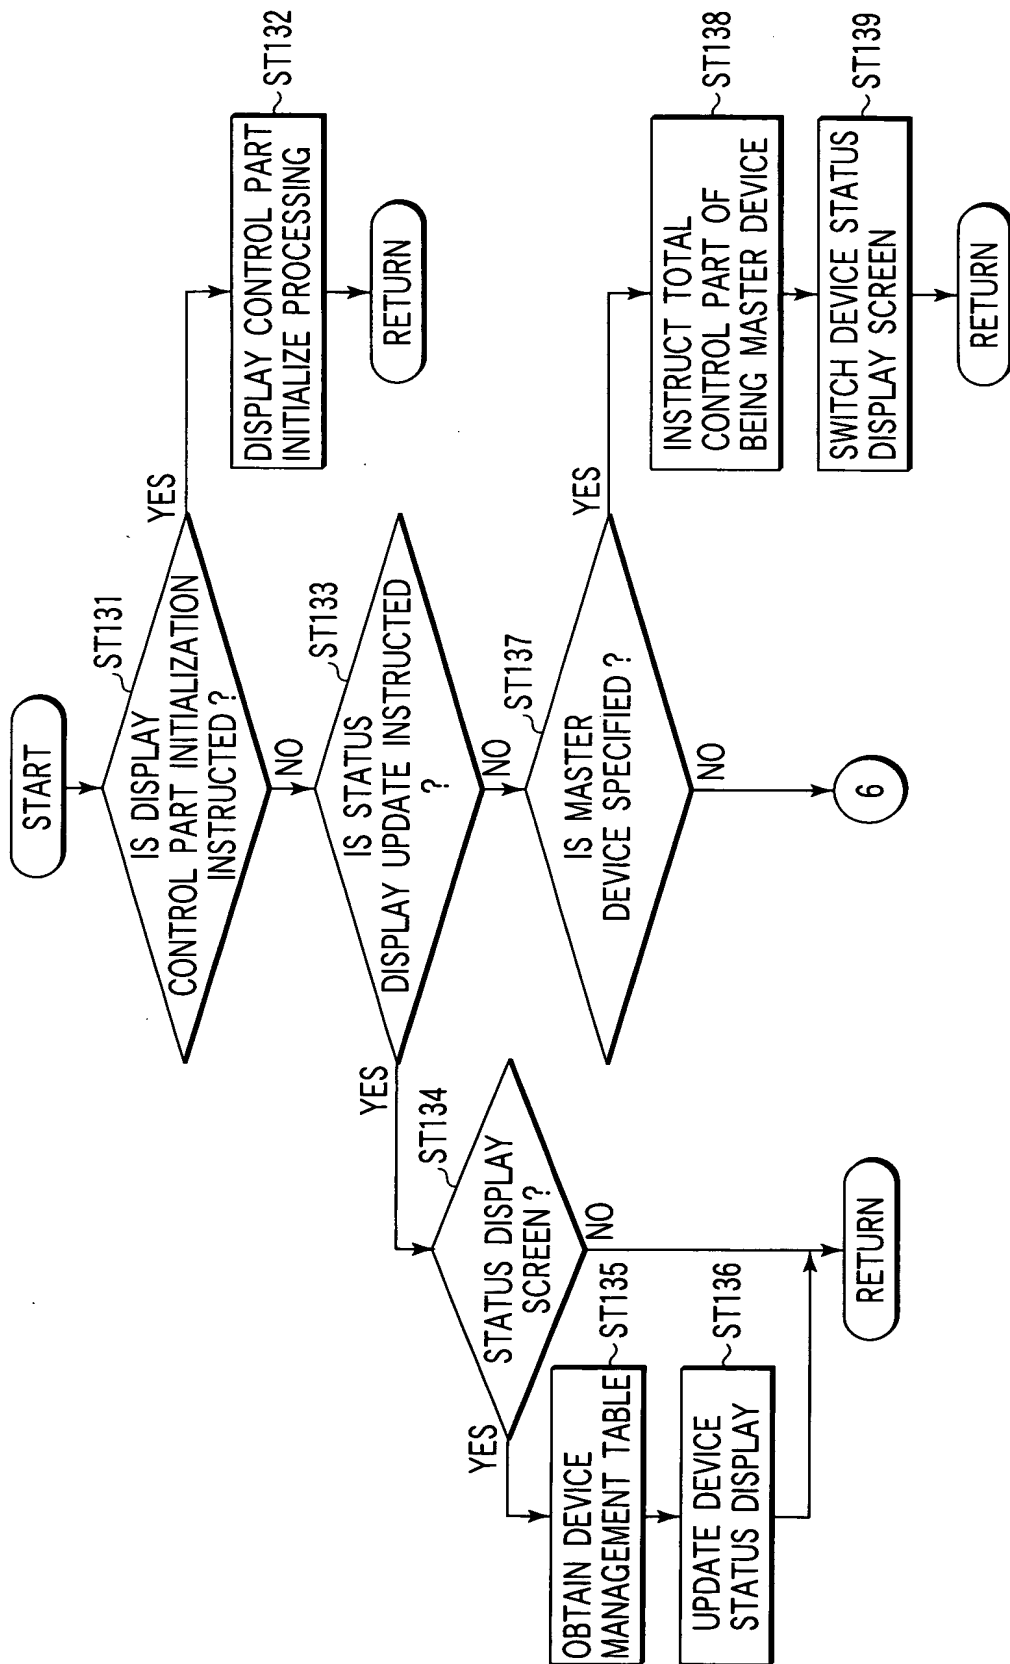 START
IS DISPLAY
CONTROL PART INITIALIZATION
INSTRUCTED?
ST131
YES
NO
DISPLAY CONTROL PART
INITIALIZE PROCESSING
ST132
RETURN
IS STATUS
DISPLAY UPDATE INSTRUCTED
?
ST133
YES
NO
STATUS DISPLAY
SCREEN?
ST134
YES
NO
OBTAIN DEVICE
MANAGEMENT TABLE
ST135
UPDATE DEVICE
STATUS DISPLAY
ST136
RETURN
IS MASTER
DEVICE SPECIFIED?
ST137
YES
NO
INSTRUCT TOTAL
CONTROL PART OF
BEING MASTER DEVICE
ST138
SWITCH DEVICE STATUS
DISPLAY SCREEN
ST139
RETURN
6